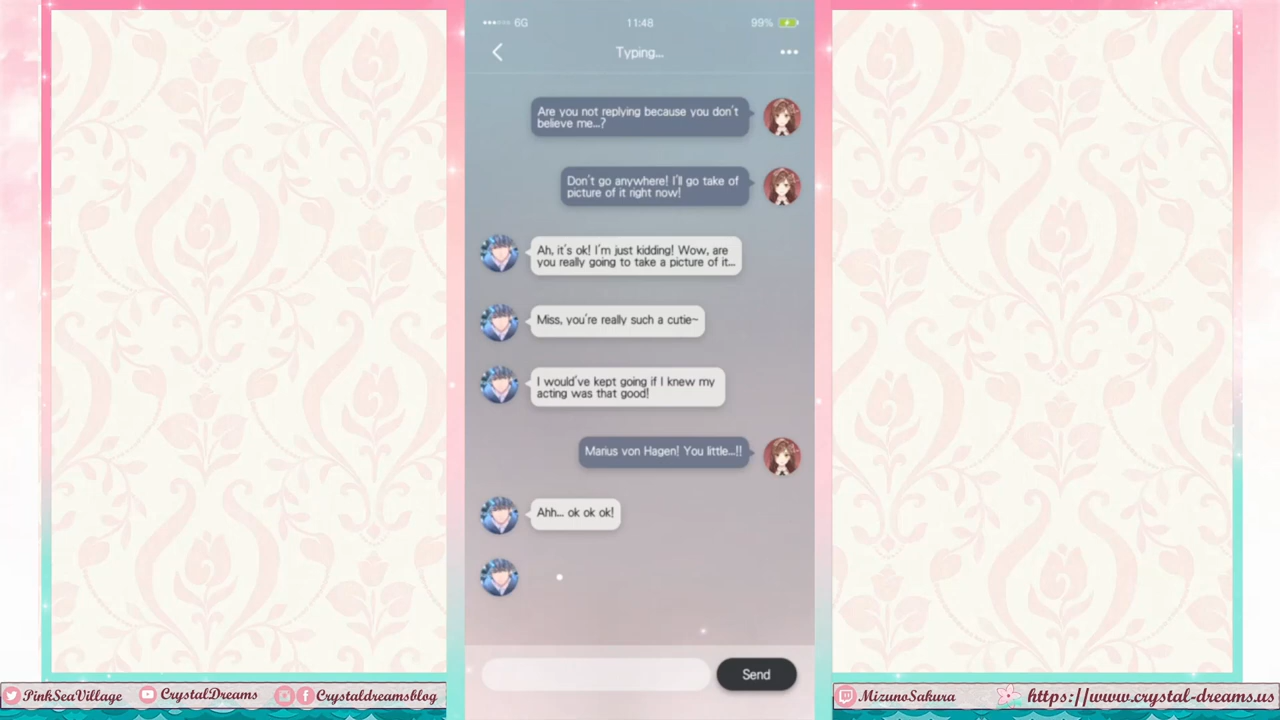 6G
11:48
99%
Typing...
Are you not replying because you don't
believe me...?
Don't go anywhere! I'll go take of
picture of it right now!
Ah, it's ok! I'm just kidding! Wow, are
you really going to take a picture of it...
Miss, you're really such a cutie~
I would've kept going if I knew my
acting was that good!
Marius von Hagen! You little...!!
Ahh... ok ok ok!
Send
PinkSeaVillage
CrystalDreams
Crystaldreamsblog
MizunoSakura
https://www.crystal-dreams.us